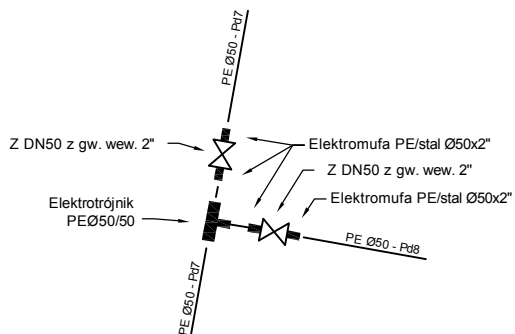 PE Ø50 - Pd7
Z DN50 z gw. wew. 2"
Elektromufa PE/stal Ø50x2"
Z DN50 z gw. wew. 2"
Elektromufa PE/stal Ø50x2"
Elektrotrójnik
PEØ50/50
PE Ø50 - Pd8
PE Ø50 - Pd7